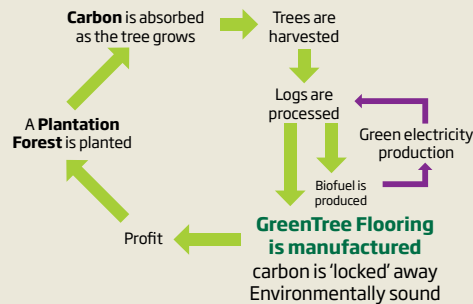 Carbon is absorbed
as the tree grows
Trees are
harvested
Logs are
processed
Green electricity
production
Biofuel is
produced
GreenTree Flooring
is manufactured
carbon is ‘locked’ away
Environmentally sound
Profit
A Plantation
Forest is planted